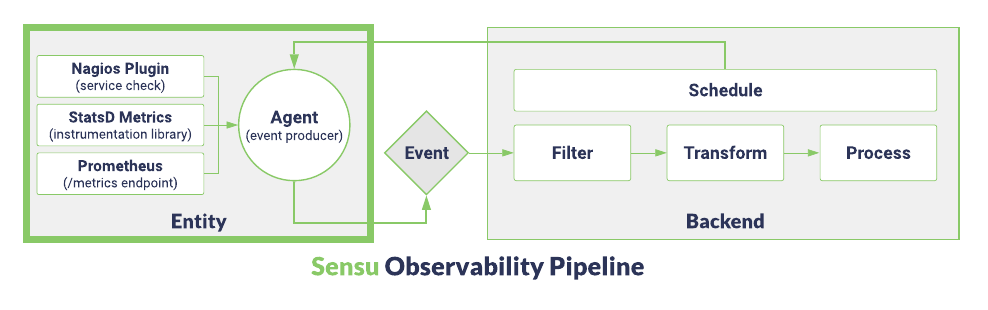 Nagios Plugin
(service check)
StatsD Metrics
(instrumentation library)
Prometheus
(/metrics endpoint)
Agent
(event producer)
Entity
Event
Schedule
Filter
Transform
Process
Backend
Sensu Observability Pipeline